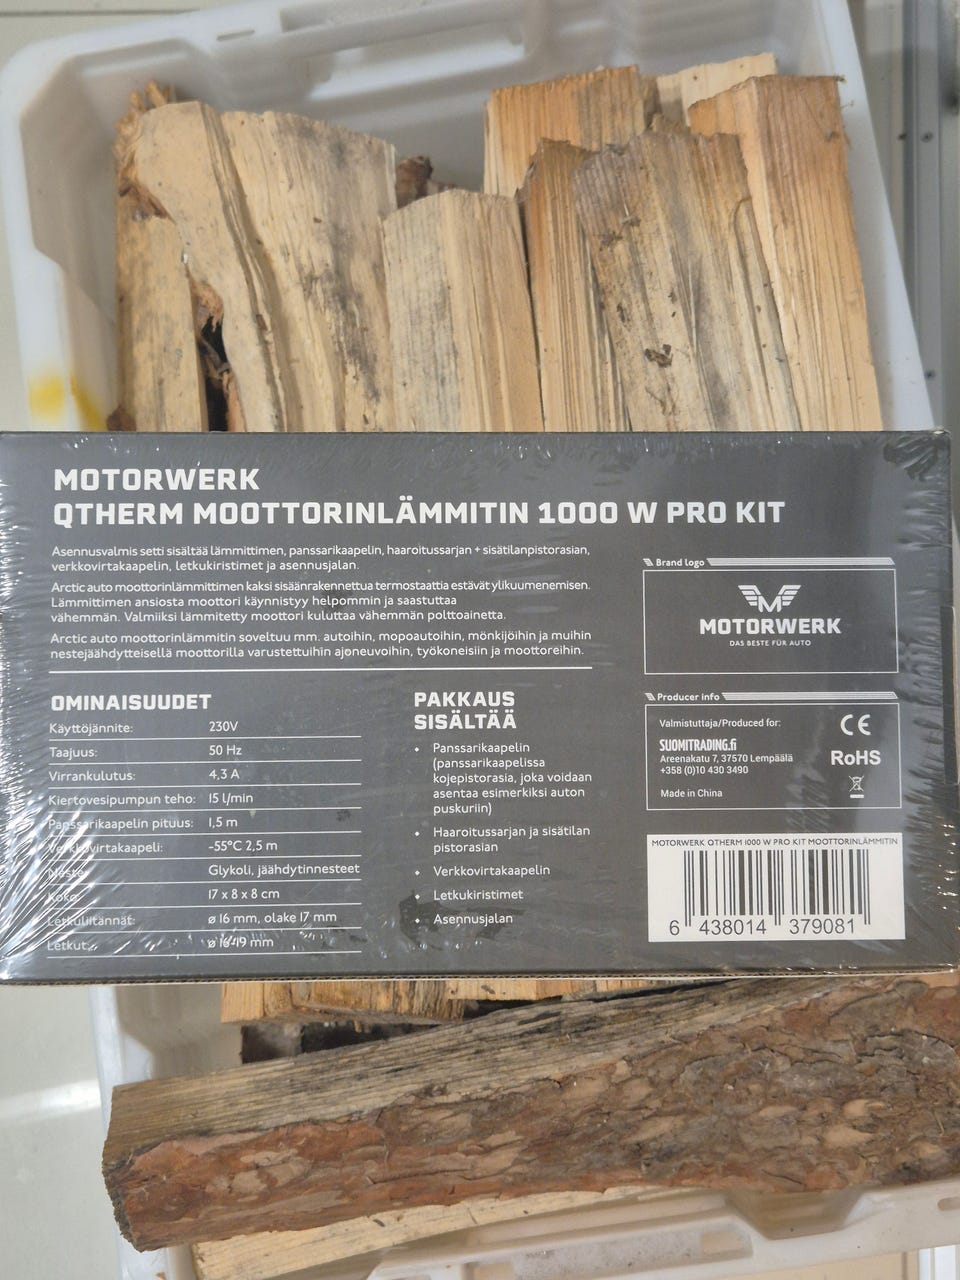 MOTORWERK
QTHERM MOOTTORINLÄMMITIN 1000 W PRO KIT
Asennusvalmis setti sisältää lämmittimen, panssarikaapelin, haaroitussarjan + sisätilanpistorasian,
verkkovirtakaapelin, letkukiristimet ja asennusjalan.
Arctic auto moottorinlämmittimen kaksi sisäänrakennettua termostaattia estävät ylikuumenemisen.
Lämmittimen ansiosta moottori käynnistyy helpommin ja saastuttaa
vähemmän. Valmiiksi lämmitetty moottori kuluttaa vähemmän polttoainetta.
Arctic auto moottorinlämmitin soveltuu mm. autoihin, mopoautoihin, mönkijöihin ja muihin
nestejäähdytteisellä moottorilla varustettuihin ajoneuvoihin, työkoneisiin ja moottoreihin.
OMINAISUUDET
Käyttöjännite: 230V
Taajuus: 50 Hz
Virrankulutus: 4,3 A
Kiertovesipumpun teho: 15 l/min
Panssarikaapelin pituus: 1,5 m
Verkkovirtakaapeli: -55°C 2,5 m
Neste: Glykoli, jäähdytinnesteet
Koko: 17 x 8 x 8 cm
Letkuliitännät: ø 16 mm, olake 17 mm
Letkut: ø 16-19 mm
PAKKAUS
SISÄLTÄÄ
• Panssarikaapelin
(panssarikaapelissa
kojepistorasia, joka voidaan
asentaa esimerkiksi auton
puskuriin)
• Haaroitussarjan ja sisätilan
pistorasian
• Verkkovirtakaapelin
• Letkukiristimet
• Asennusjalan
Brand logo
MOTORWERK
DAS BESTE FÜR AUTO
Producer info
Valmistuttaja/Produced for:
SUOMITRADING.fi
Areenakatu 7, 37570 Lempäälä
+358 (0)10 430 3490
Made in China
CE
RoHS
MOTORWERK QTHERM 1000 W PRO KIT MOOTTORINLÄMMITIN
6 438014 379081